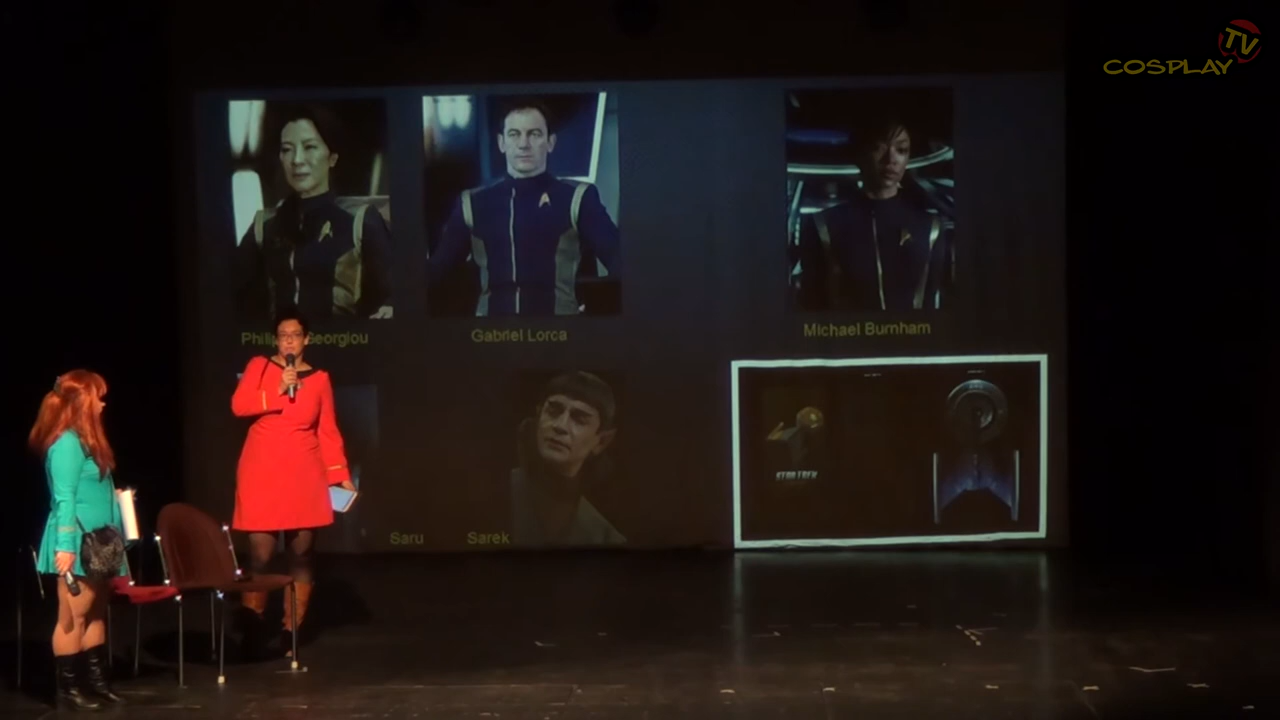 TV
COSPLAY
Gabriel Lorca
Michael Burnham
Georgiou
STAR TREK
Saru
Sarek